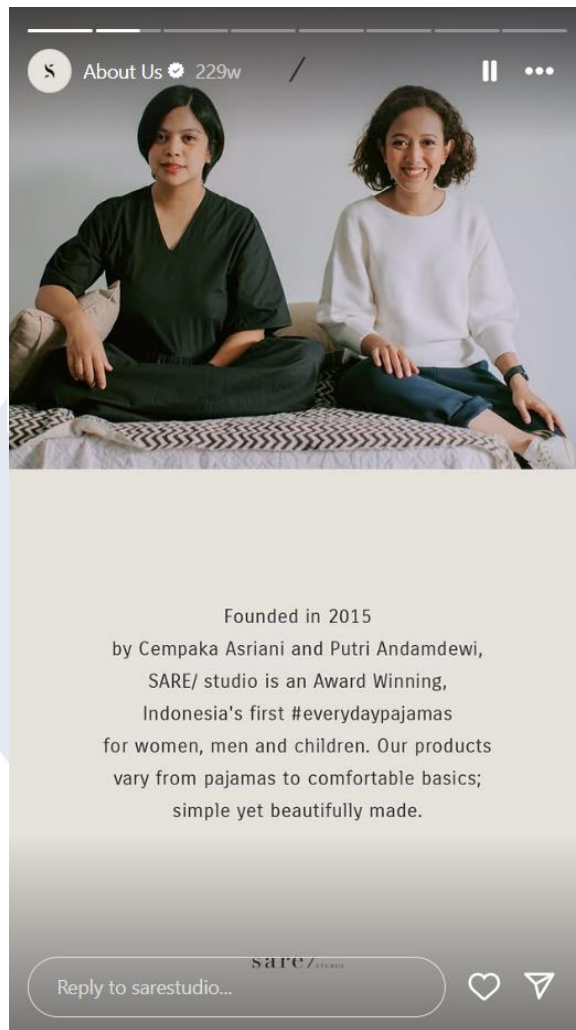 S
About Us 229w
Founded in 2015
by Cempaka Asriani and Putri Andamdewi,
SARE/ studio is an Award Winning,
Indonesia's first #everydaypajamas
for women, men and children. Our products
vary from pajamas to comfortable basics;
simple yet beautifully made.
sare/ STUDIO
Reply to sarestudio...